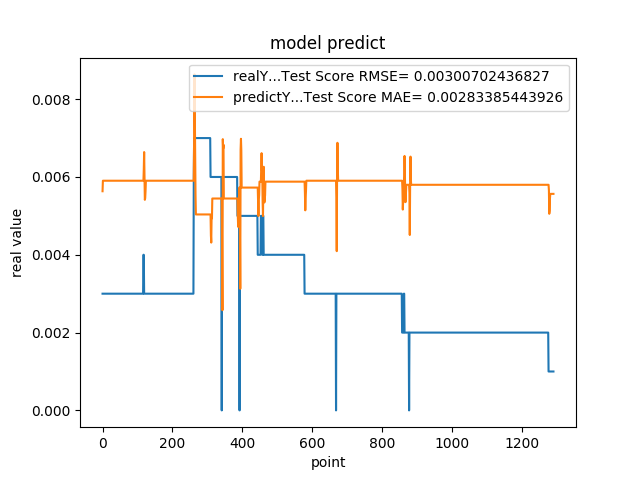 model predict
realY...Test Score RMSE= 0.00300702436827
predictY...Test Score MAE= 0.00283385443926
0.008
0.006
0.004
0.002
0.000
real value
0 200 400 600 800 1000 1200
point